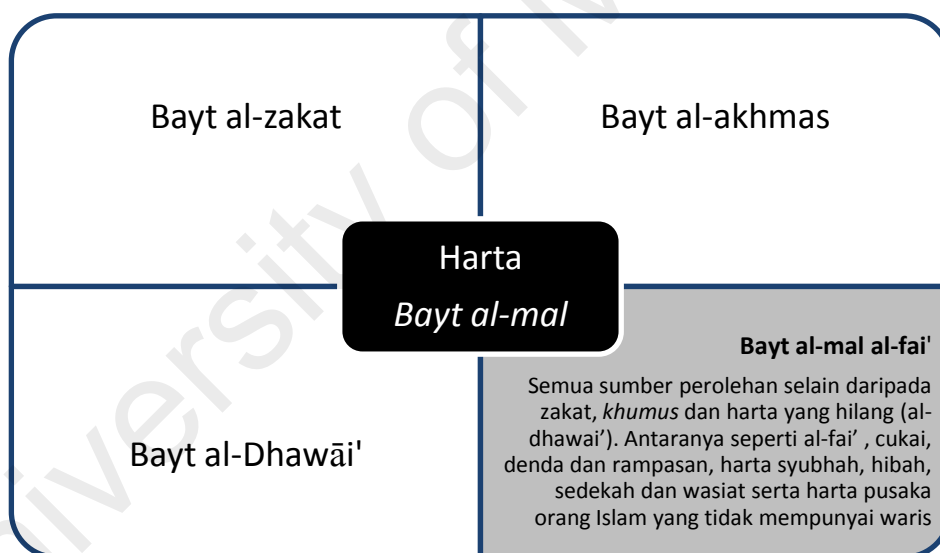 Bayt al-zakat
Bayt al-akhmas
Harta
Bayt al-mal
Bayt al-Dhawāi'
Bayt al-mal al-fai'
Semua sumber perolehan selain daripada
zakat, khumus dan harta yang hilang (al-
dhawai'). Antaranya seperti al-fai' , cukai,
denda dan rampasan, harta syubhah, hibah,
sedekah dan wasiat serta harta pusaka
orang Islam yang tidak mempunyai waris